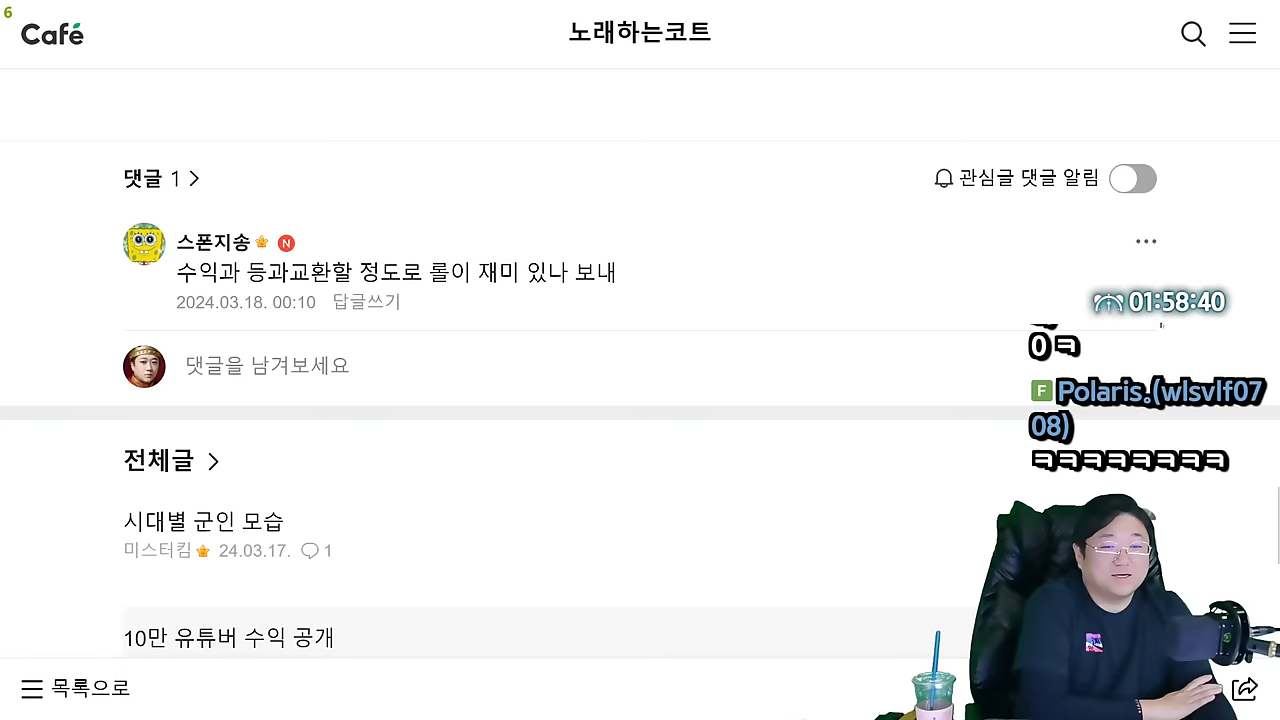 6
Café
노래하는코트
댓글 1
관심글 댓글 알림
스폰지송 N
수익과 등과교환할 정도로 롤이 재미 있나 보내
2024.03.18. 00:10 답글쓰기
01:58:40
0ㅋ
댓글을 남겨보세요
F Polaris.(wlsvlf07
08)
ㅋㅋㅋㅋㅋㅋㅋㅋ
전체글
시대별 군인 모습
미스터킴 24.03.17. 1
10만 유튜버 수익 공개
목록으로